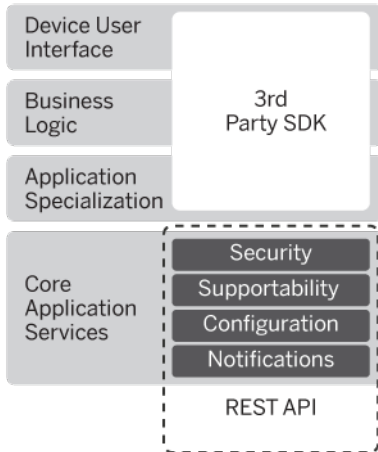 Device User
Interface
Business
Logic
3rd
Party SDK
Application
Specialization
Core
Application
Services
Security
Supportability
Configuration
Notifications
REST API